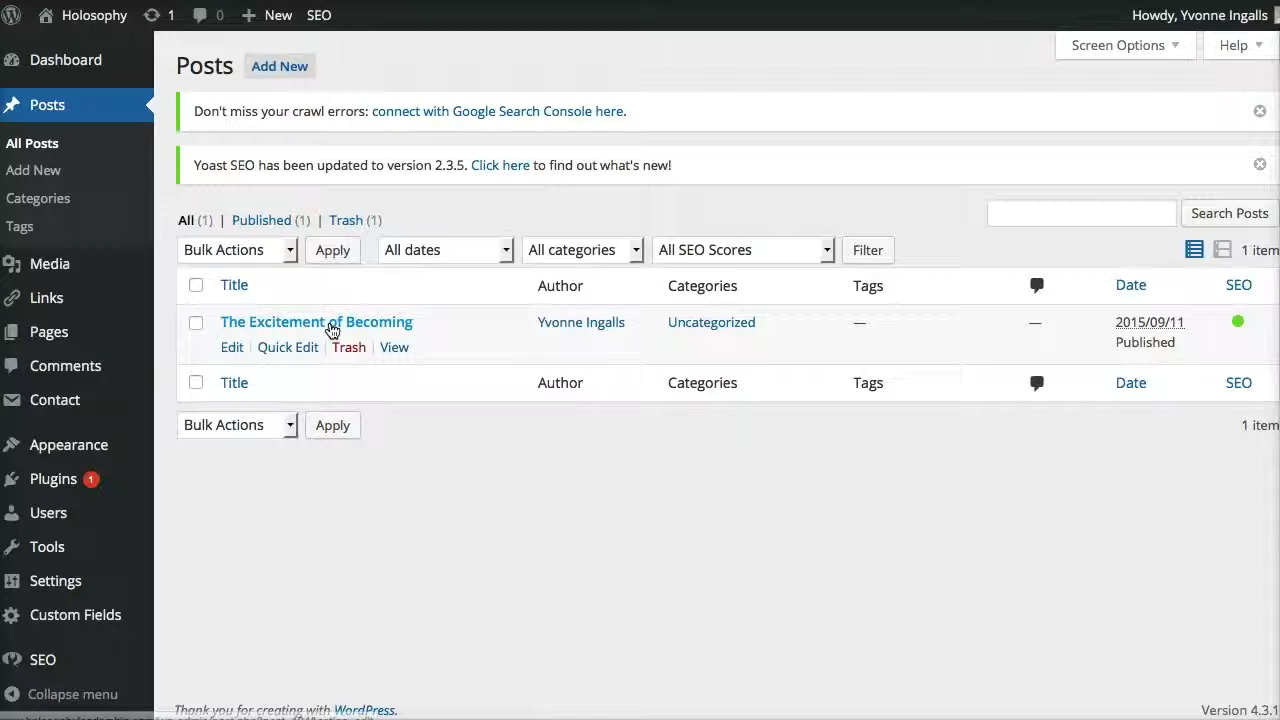 Holosophy 1 0 New SEO Howdy, Yvonne Ingalls
Screen Options Help
Dashboard
Posts
All Posts
Add New
Categories
Tags
Media
Links
Pages
Comments
Contact
Appearance
Plugins 1
Users
Tools
Settings
Custom Fields
SEO
Collapse menu
Posts Add New
Don't miss your crawl errors: connect with Google Search Console here.
Yoast SEO has been updated to version 2.3.5. Click here to find out what's new!
All (1) | Published (1) | Trash (1)
Search Posts
Bulk Actions Apply All dates All categories All SEO Scores Filter 1 item
Title Author Categories Tags Date SEO
The Excitement of Becoming Yvonne Ingalls Uncategorized — — 2015/09/11
Published
Edit | Quick Edit | Trash | View
Title Author Categories Tags Date SEO
Bulk Actions Apply 1 item
Thank you for creating with WordPress. Version 4.3.1